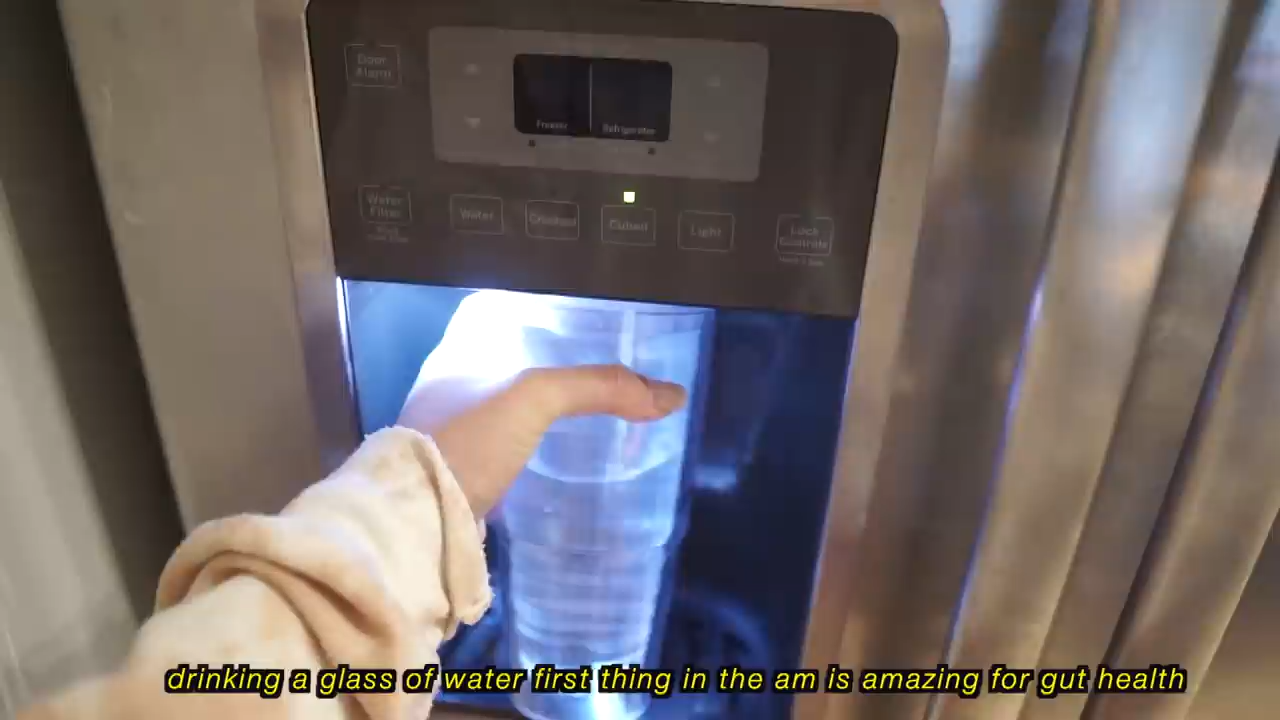 Door
Alarm
Freezer
Refrigerator
Water
Filter
Water
Crushed
Cubed
Light
Lock
Controls
drinking a glass of water first thing in the am is amazing for gut health